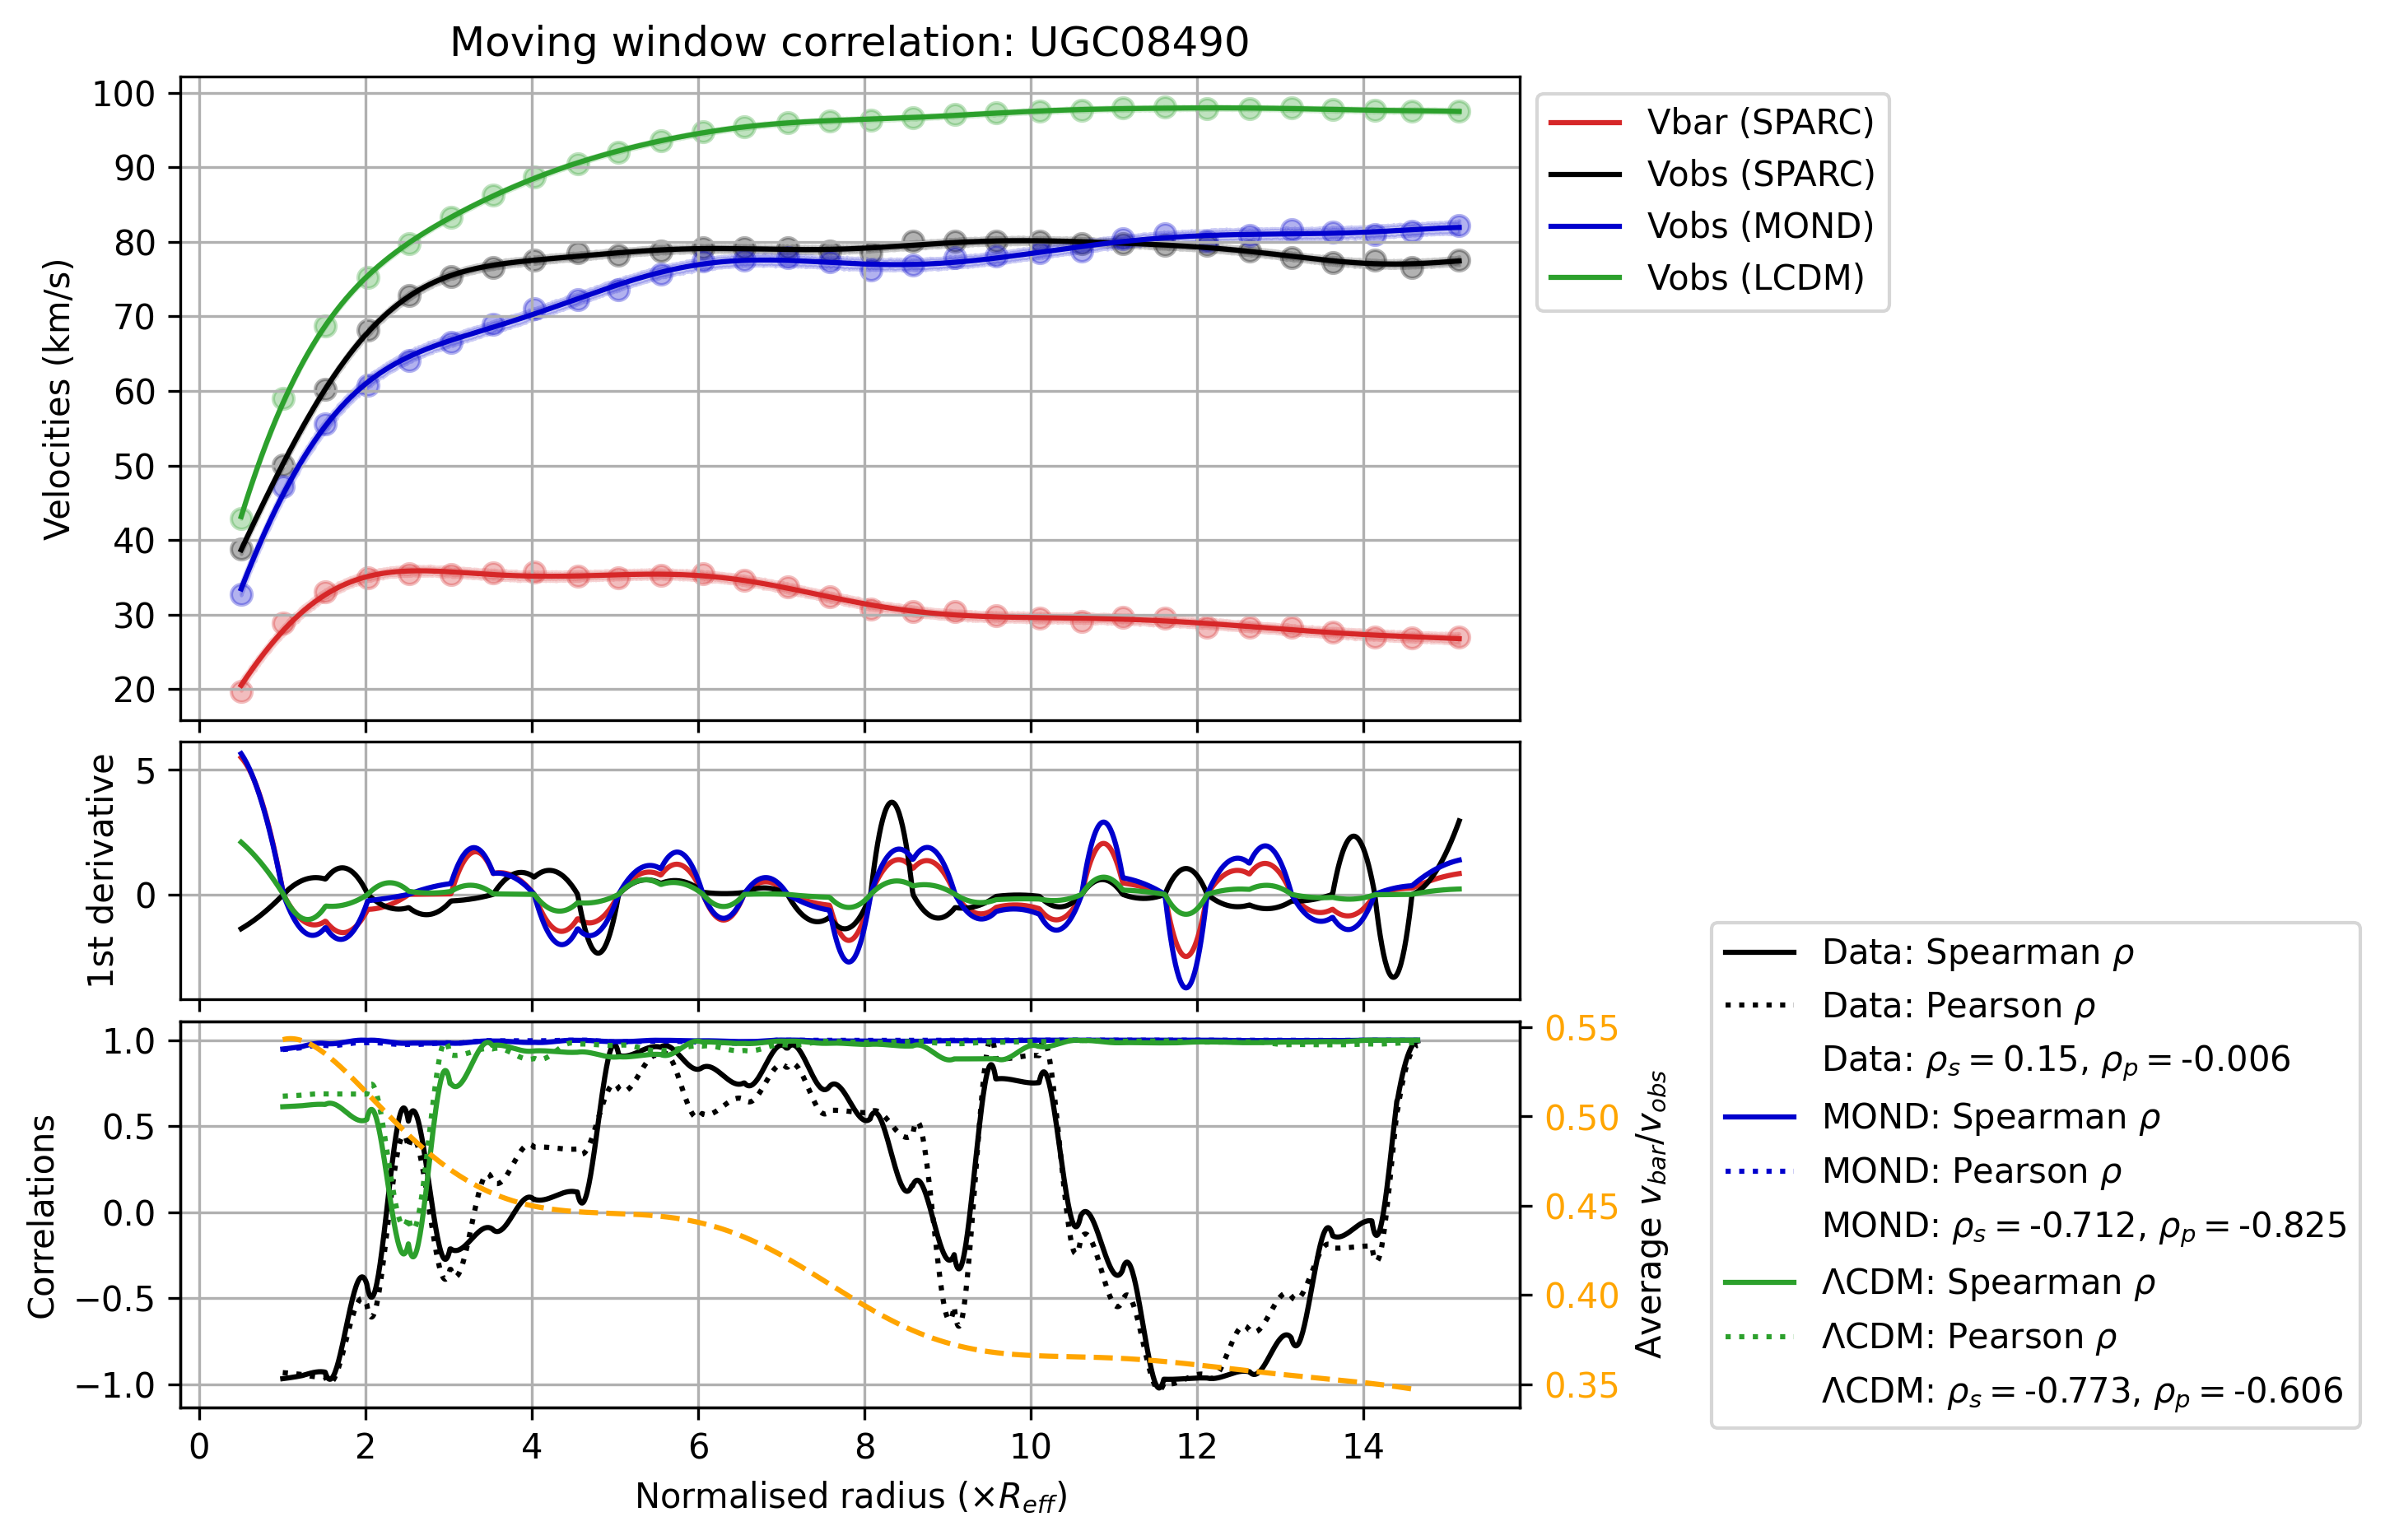 Moving window correlation: UGC08490
100
90
80
70
60
50
40
30
20
Velocities (km/s)
Vbar (SPARC)
Vobs (SPARC)
Vobs (MOND)
Vobs (LCDM)
5
0
1st derivative
1.0
0.5
0.0
−0.5
−1.0
Correlations
0.55
0.50
0.45
0.40
0.35
Average v_bar/v_obs
0 2 4 6 8 10 12 14
Normalised radius (×R_eff)
Data: Spearman ρ
Data: Pearson ρ
Data: ρ_s = 0.15, ρ_p = -0.006
MOND: Spearman ρ
MOND: Pearson ρ
MOND: ρ_s = -0.712, ρ_p = -0.825
ΛCDM: Spearman ρ
ΛCDM: Pearson ρ
ΛCDM: ρ_s = -0.773, ρ_p = -0.606